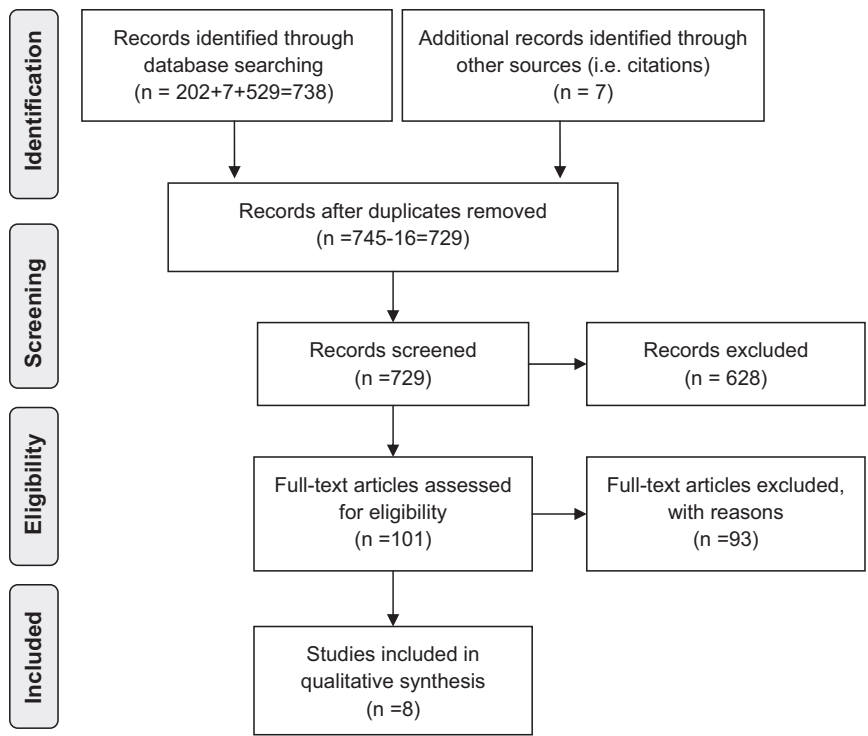 Identification
Records identified through
database searching
(n = 202+7+529=738)
Additional records identified through
other sources (i.e. citations)
(n = 7)
Records after duplicates removed
(n =745-16=729)
Screening
Records screened
(n =729)
Records excluded
(n = 628)
Eligibility
Full-text articles assessed
for eligibility
(n =101)
Full-text articles excluded,
with reasons
(n =93)
Included
Studies included in
qualitative synthesis
(n =8)